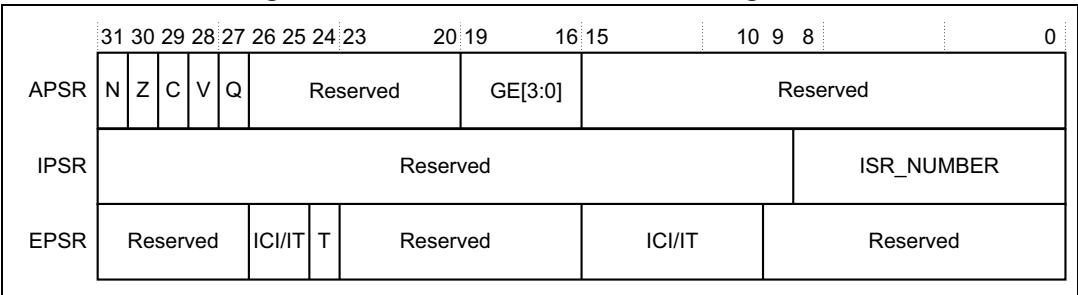 31 30 29 28 27 26 25 24 23 20 19 16 15 10 9 8 0
APSR N Z C V Q Reserved GE[3:0] Reserved
IPSR Reserved ISR_NUMBER
EPSR Reserved ICI/IT T Reserved ICI/IT Reserved